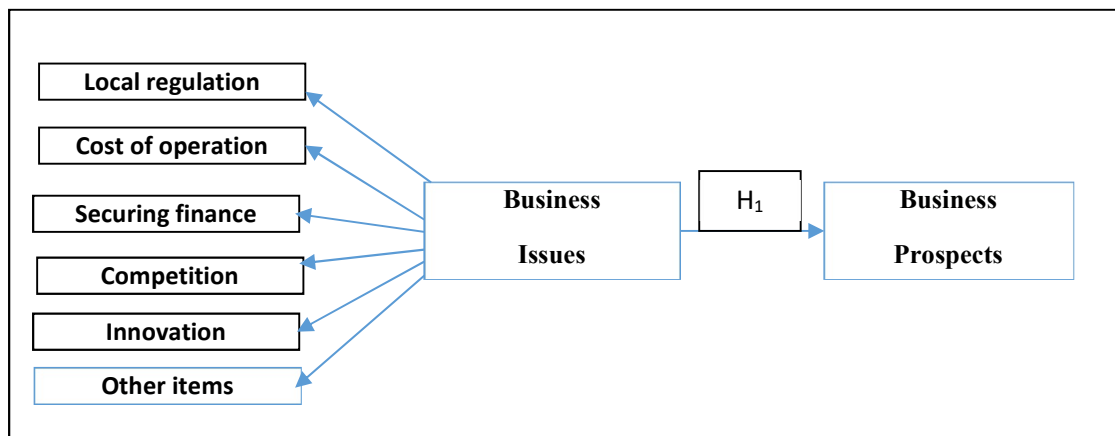 Local regulation
Cost of operation
Securing finance
Competition
Innovation
Other items
Business
Issues
H₁
Business
Prospects